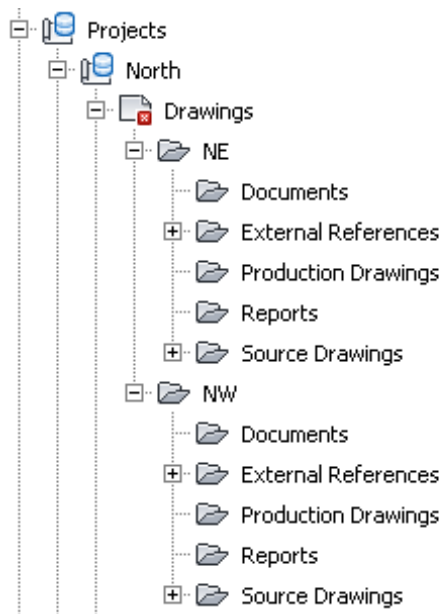 Projects
North
Drawings
NE
Documents
External References
Production Drawings
Reports
Source Drawings
NW
Documents
External References
Production Drawings
Reports
Source Drawings